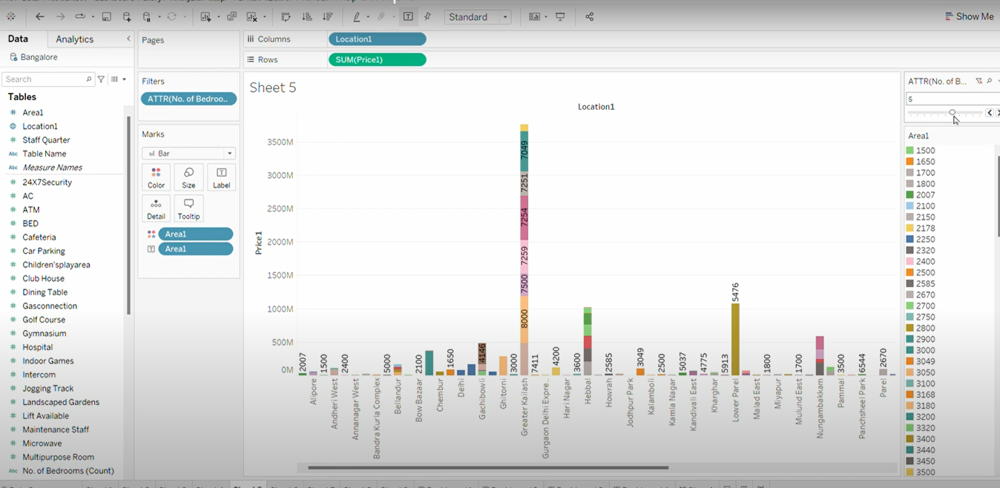 Standard
Show Me
Data
Analytics
Bangalore
Search
Tables
Area1
Location1
Staff Quarter
Abc Table Name
Abc Measure Names
24X7Security
AC
ATM
BED
Cafeteria
Car Parking
Children'splayarea
Club House
Dining Table
Gasconnection
Golf Course
Gymnasium
Hospital
Indoor Games
Intercom
Jogging Track
Landscaped Gardens
Lift Available
Maintenance Staff
Microwave
Multipurpose Room
Abc No. of Bedrooms (Count)
Pages
Filters
ATTR(No. of Bedroo..
Marks
Bar
Color
Size
Label
Detail
Tooltip
Area1
Area1
Columns
Location1
Rows
SUM(Price1)
Sheet 5
Location1
Price1
3500M
3000M
2500M
2000M
1500M
1000M
500M
0M
2007
1500
2400
5000
2100
1650
4146
3000
7049
7251
7254
7259
7500
8000
7411
4200
3600
2585
3049
2500
5037
4775
5913
5476
1800
1700
3500
6544
2670
Alipore
Andheri West
Annanagar West
Bandra Kurla Complex
Bellandur
Bow Bazaar
Chembur
Delhi
Gachibowli
Ghitorni
Greater Kailash
Gurgaon Delhi Expre..
Hari Nagar
Hebbal
Howrah
Jodhpur Park
Kalamboli
Kamla Nagar
Kandivali East
Kharghar
Lower Parel
Malad East
Miyapur
Mulund East
Nungambakkam
Pammal
Panchsheel Park
Parel
ATTR(No. of B...
5
Area1
1500
1650
1700
1800
2007
2100
2150
2178
2250
2320
2400
2500
2585
2670
2700
2750
2800
2900
3000
3049
3050
3100
3168
3180
3200
3320
3400
3440
3450
3500